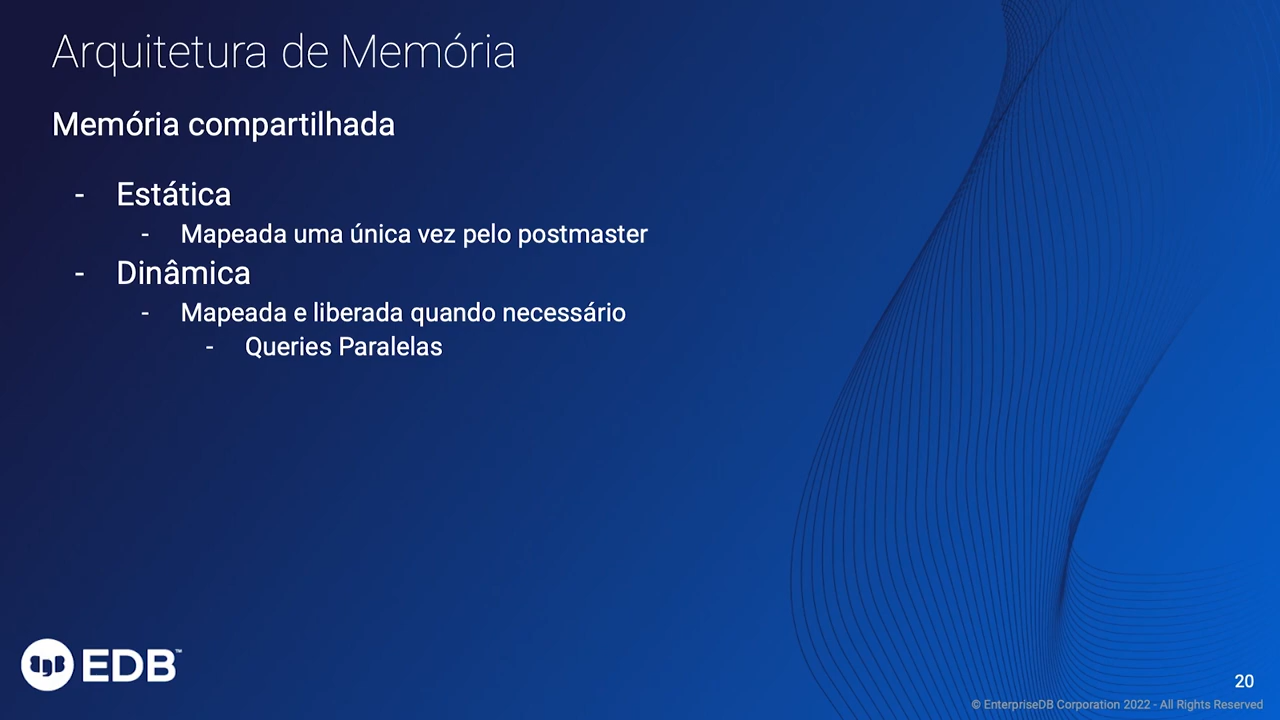 Arquitetura de Memória
Memória compartilhada
- Estática
- Mapeada uma única vez pelo postmaster
- Dinâmica
- Mapeada e liberada quando necessário
- Queries Paralelas
EDB™
20
© EnterpriseDB Corporation 2022 - All Rights Reserved